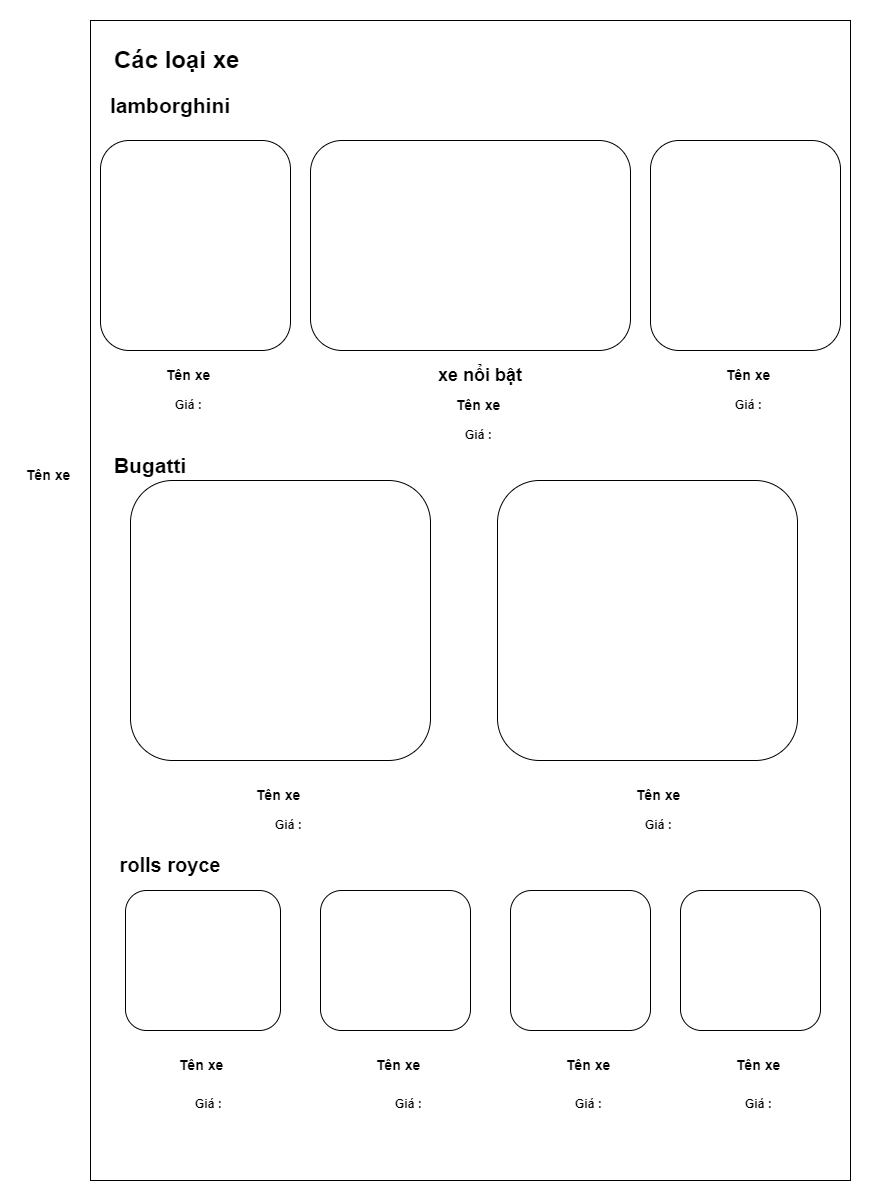 Các loại xe
lamborghini
Tên xe
Giá :
xe nổi bật
Tên xe
Giá :
Tên xe
Giá :
Tên xe
Bugatti
Tên xe
Giá :
Tên xe
Giá :
rolls royce
Tên xe
Giá :
Tên xe
Giá :
Tên xe
Giá :
Tên xe
Giá :